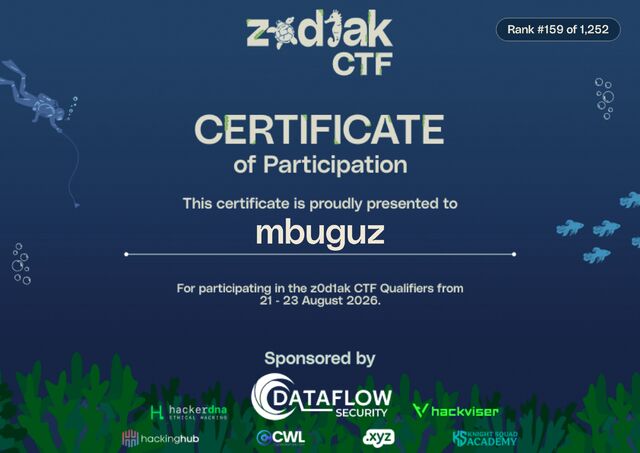 z0d1ak
CTF
Rank #159 of 1,252
CERTIFICATE
of Participation
This certificate is proudly presented to
mbuguz
For participating in the z0d1ak CTF Qualifiers from
21 - 23 August 2026.
Sponsored by
hackerdna
ETHICAL HACKING
DATAFLOW
SECURITY
hackviser
hackinghub
CWL
.xyz
KS KNIGHT SQUAD
ACADEMY